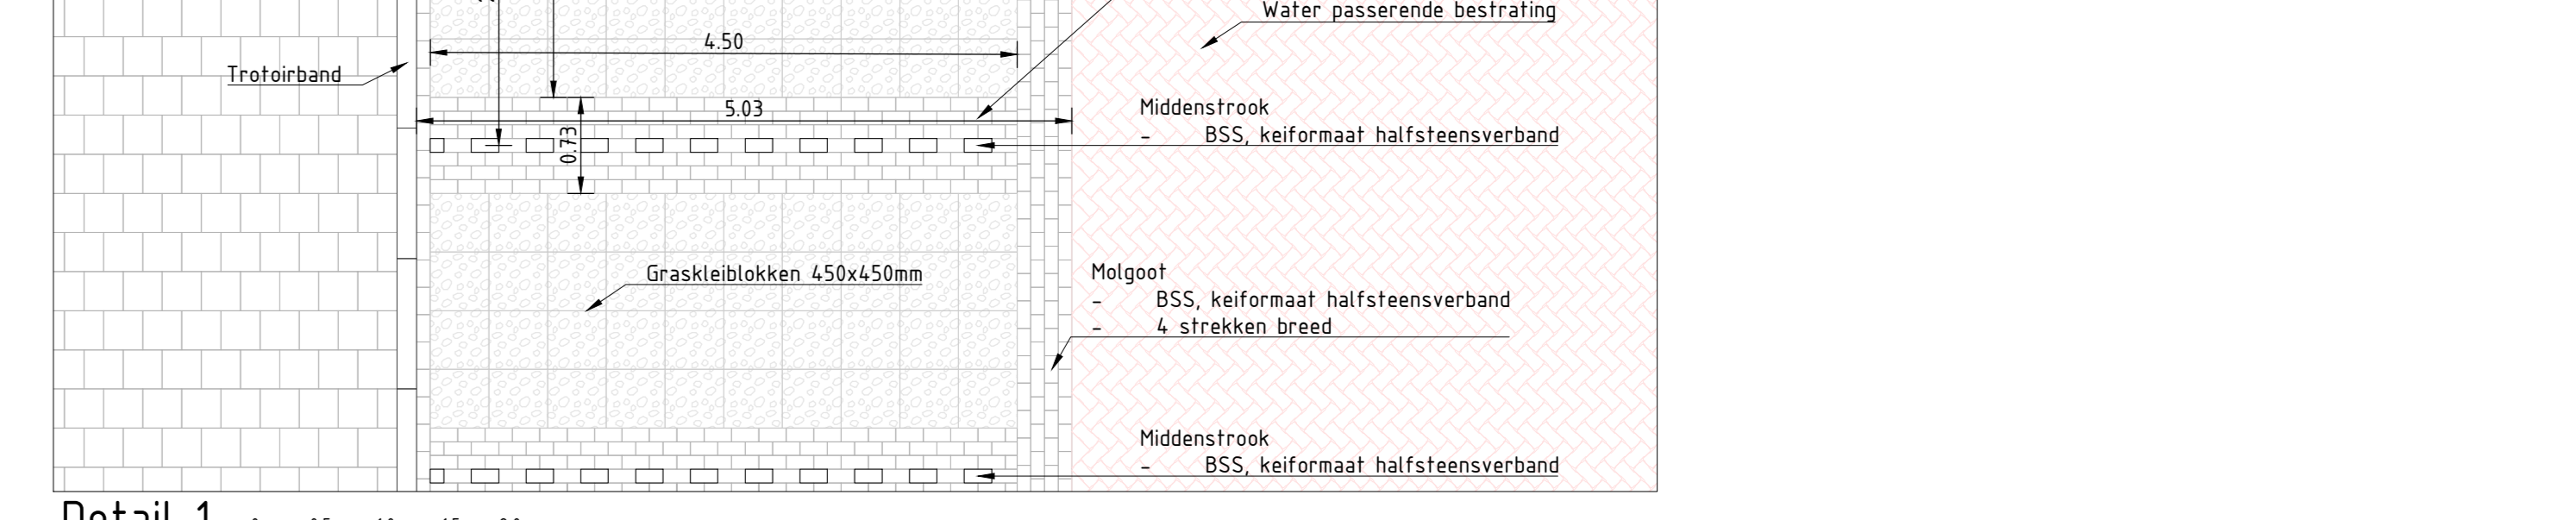 Water passerende bestrating
4.50
Trotoirband
5.03
Middenstrook
- BSS, keiformaat halfsteensverband
0.73
Graskleiblokken 450x450mm
Molgoot
- BSS, keiformaat halfsteensverband
- 4 strekken breed
Middenstrook
- BSS, keiformaat halfsteensverband
Detail 1